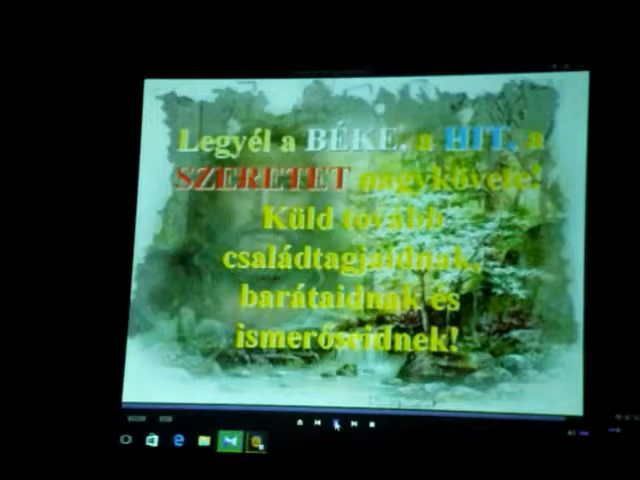 Legyél a BÉKE, a HIT, a
SZERETET nagykövete!
Küld tovább
családtagjaidnak,
barátaidnak és
ismerőseidnek!